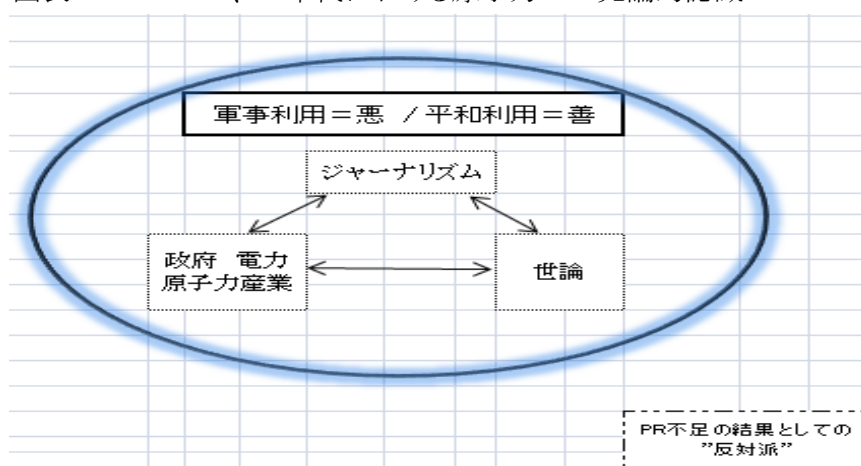 軍事利用＝悪 ／平和利用＝善
ジャーナリズム
政府 電力
原子力産業
世論
PR不足の結果としての
”反対派”